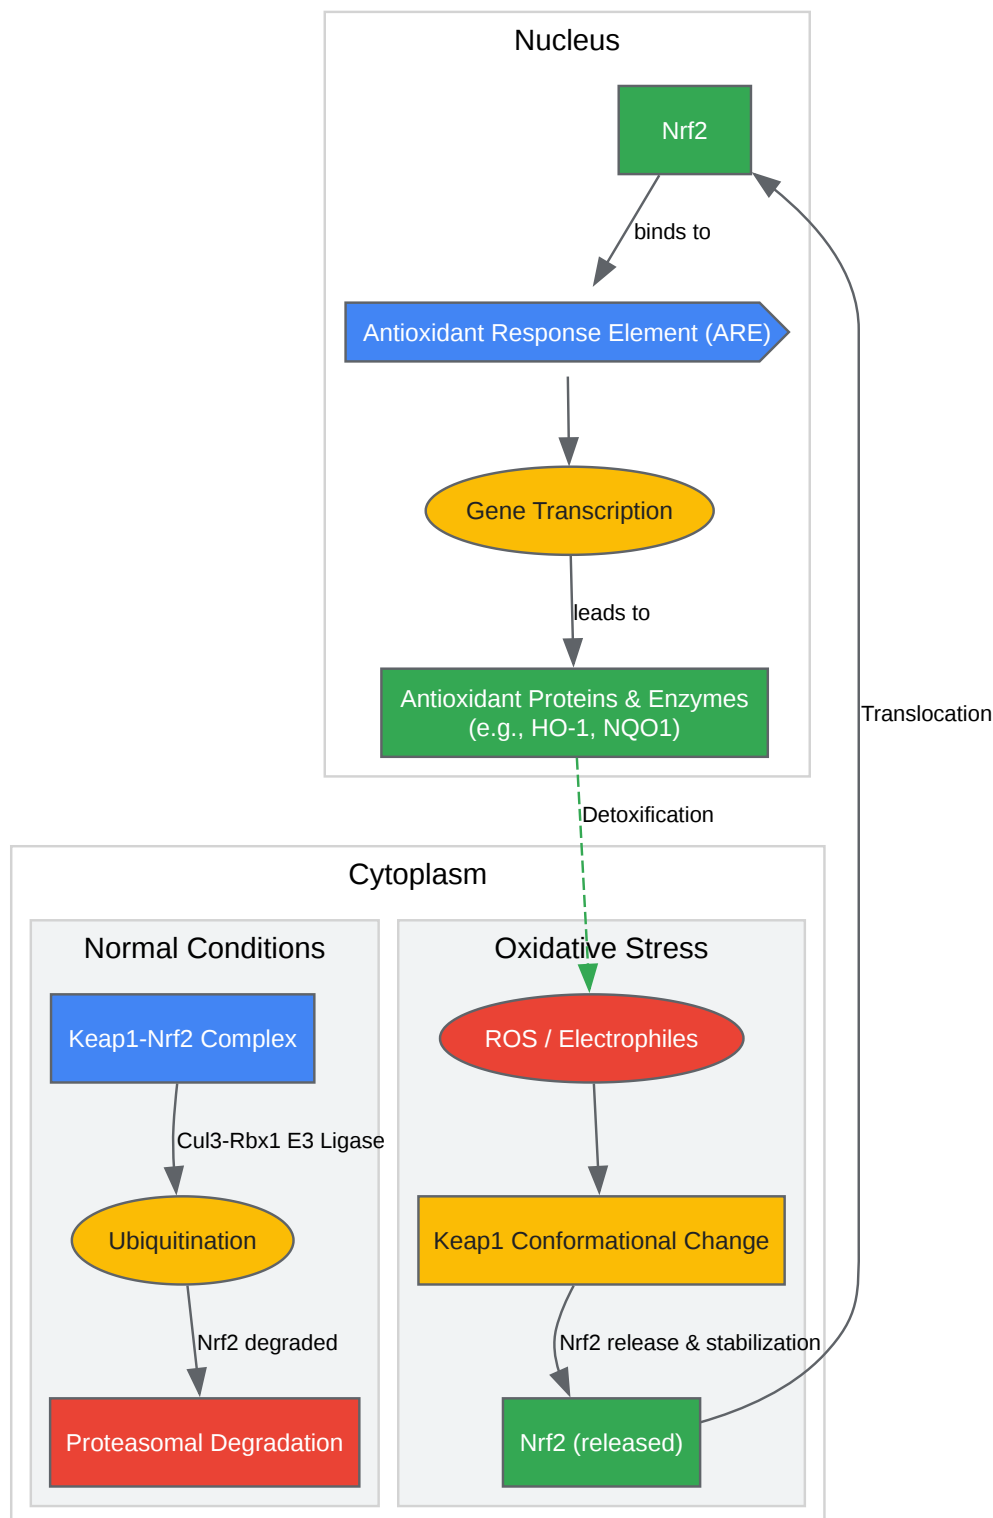 Nucleus
Nrf2
binds to
Antioxidant Response Element (ARE)
Gene Transcription
leads to
Antioxidant Proteins & Enzymes
(e.g., HO-1, NQO1)
Translocation
Detoxification
Cytoplasm
Normal Conditions
Keap1-Nrf2 Complex
Cul3-Rbx1 E3 Ligase
Ubiquitination
Nrf2 degraded
Proteasomal Degradation
Oxidative Stress
ROS / Electrophiles
Keap1 Conformational Change
Nrf2 release & stabilization
Nrf2 (released)